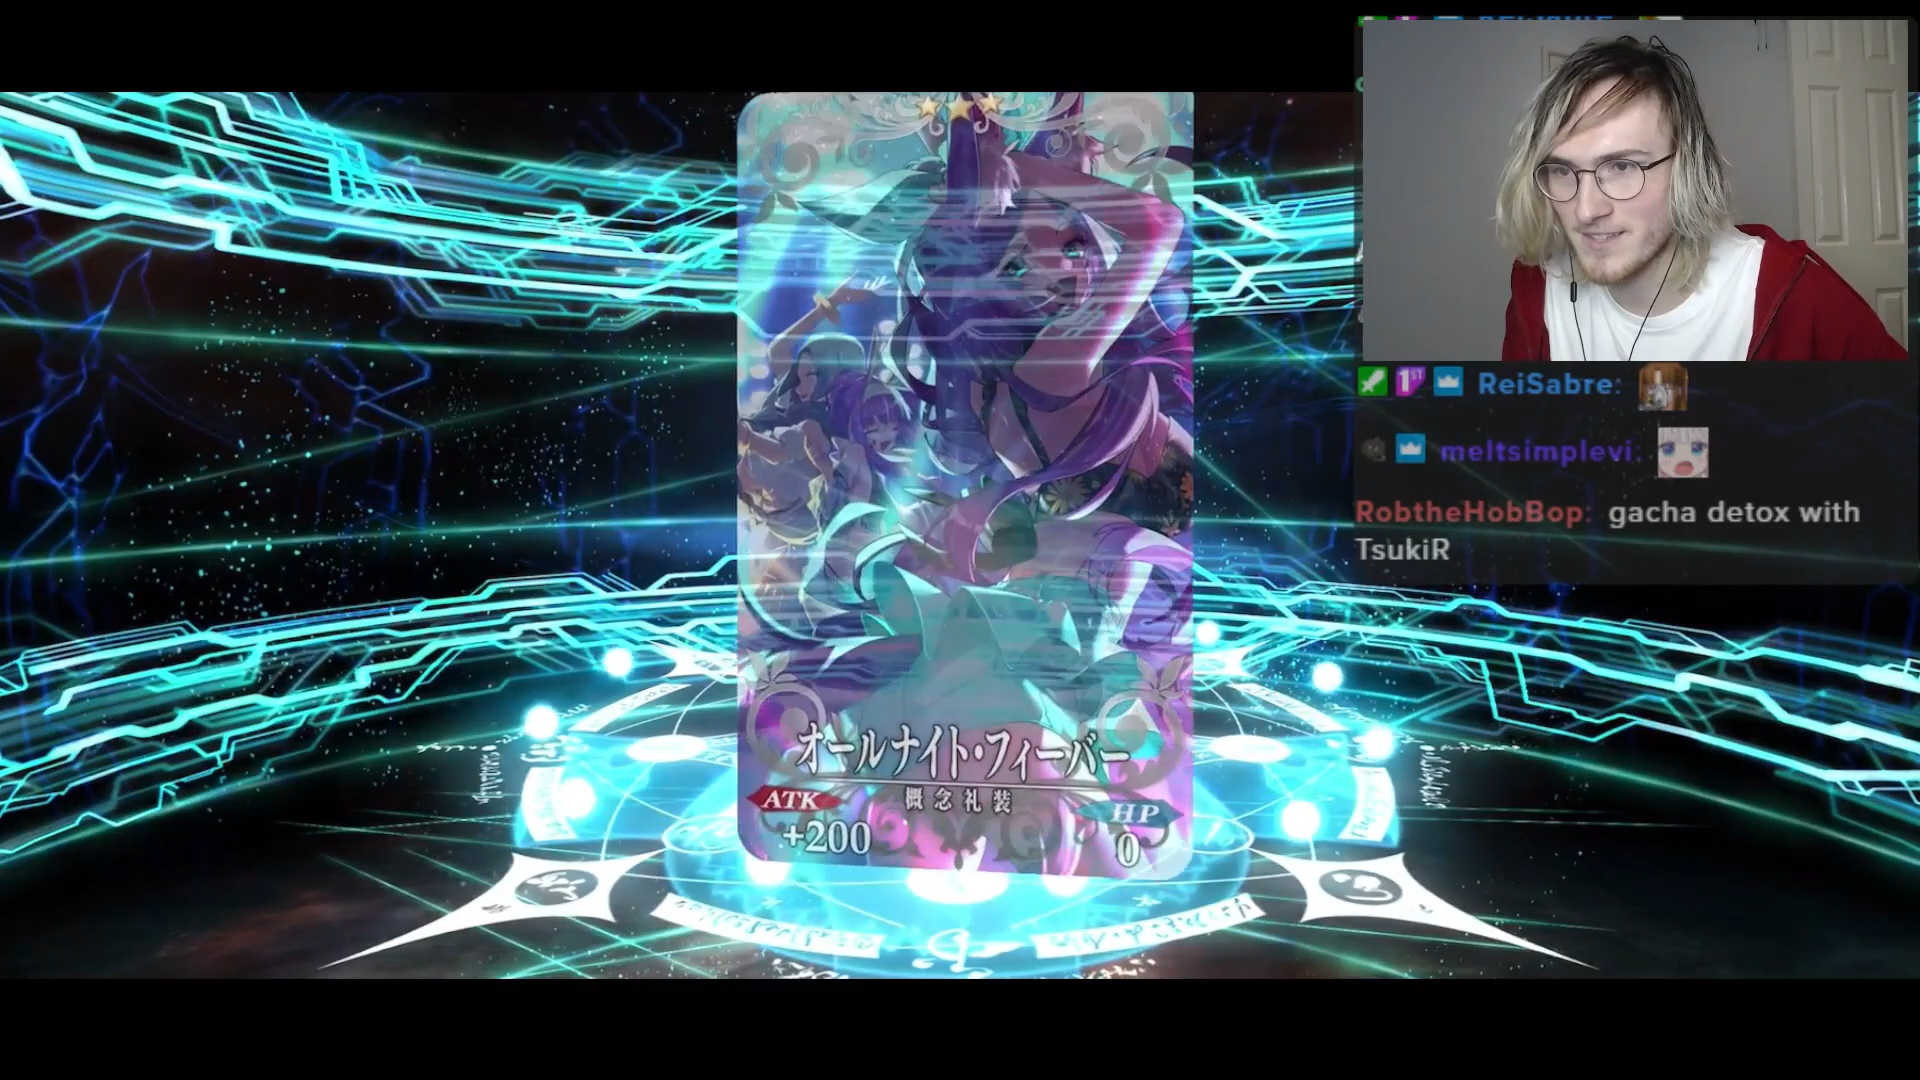 オールナイト・フィーバー
概念礼装
ATK
+200
HP
0
1ST ReiSabre:
meltsimplevi:
RobtheHobBop: gacha detox with
TsukiR